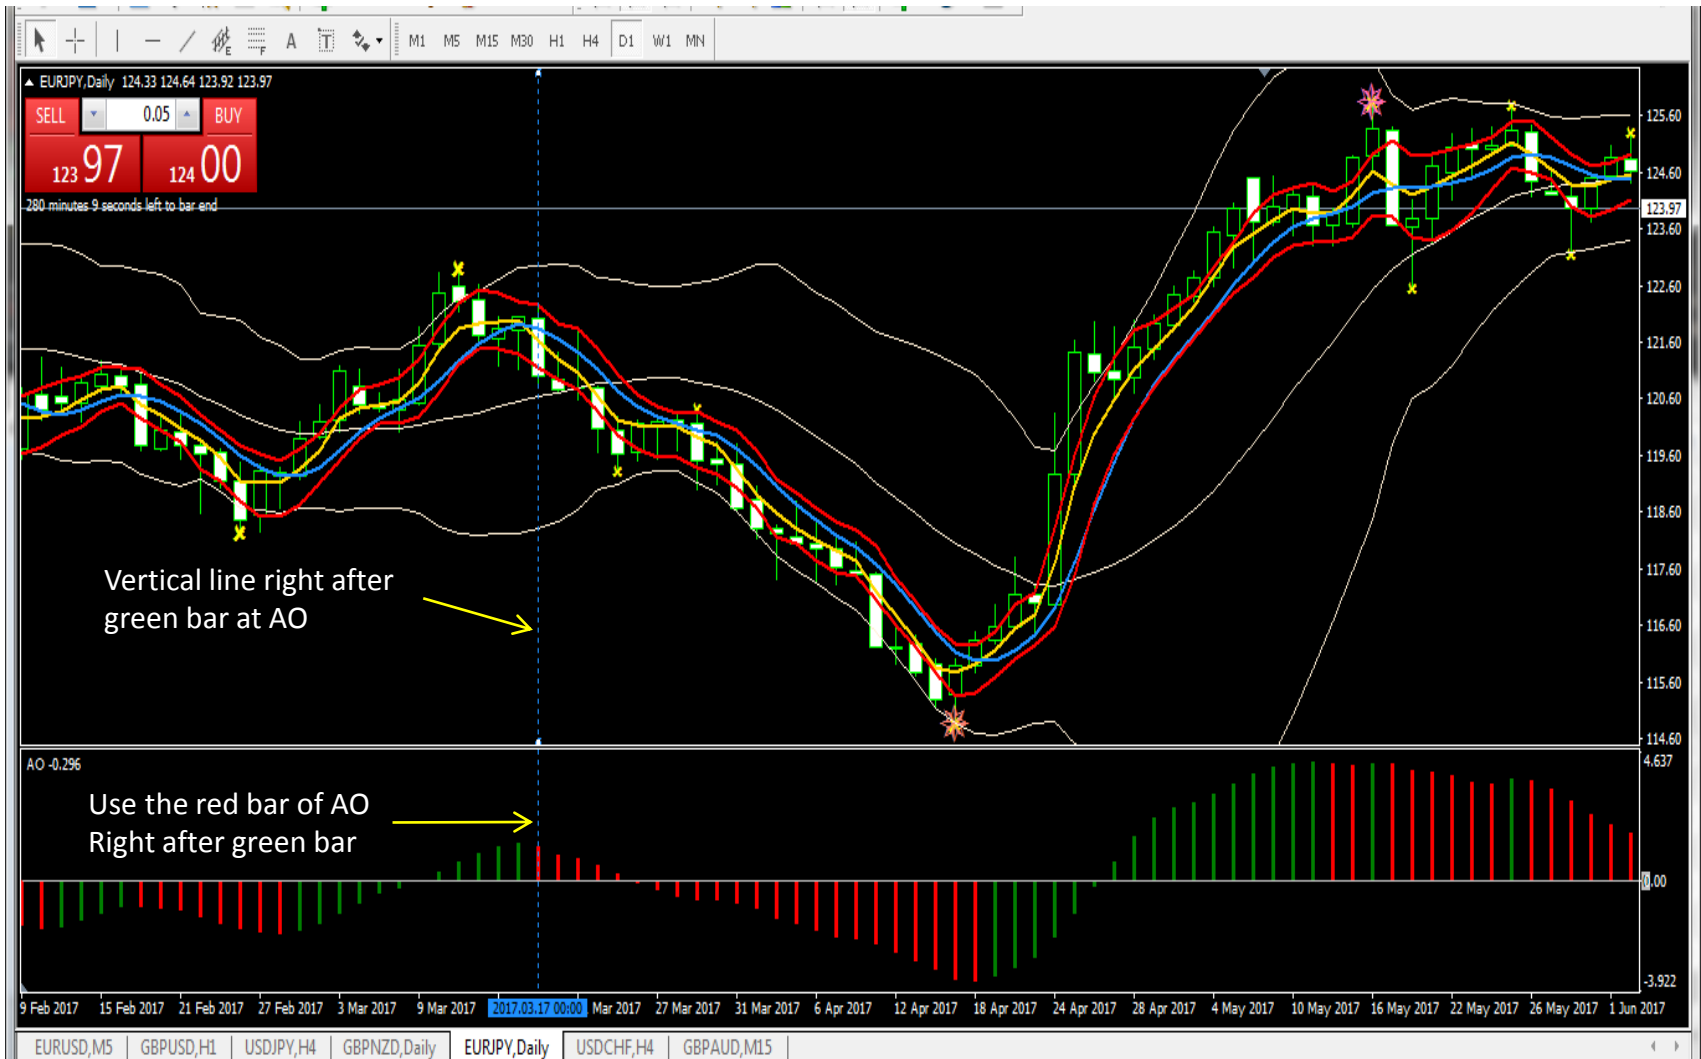 A
T
E
F
M1 M5 M15 M30 H1 H4 D1 W1 MN
EURJPY,Daily 124.33 124.64 123.92 123.97
SELL 0.05 BUY
123 97 124 00
280 minutes 9 seconds left to bar end
125.60
124.60
123.97
123.60
122.60
121.60
120.60
119.60
118.60
117.60
116.60
115.60
114.60
Vertical line right after
green bar at AO
AO -0.296
4.637
Use the red bar of AO
Right after green bar
0.00
-3.922
9 Feb 2017 15 Feb 2017 21 Feb 2017 27 Feb 2017 3 Mar 2017 9 Mar 2017 2017.03.17 00:00 Mar 2017 27 Mar 2017 31 Mar 2017 6 Apr 2017 12 Apr 2017 18 Apr 2017 24 Apr 2017 28 Apr 2017 4 May 2017 10 May 2017 16 May 2017 22 May 2017 26 May 2017 1 Jun 2017
EURUSD,M5 GBPUSD,H1 USDJPY,H4 GBPNZD,Daily EURJPY,Daily USDCHF,H4 GBPAUD,M15